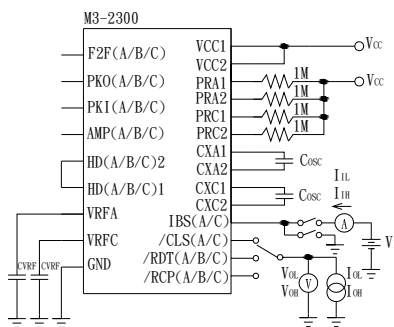 M3-2300
F2F(A/B/C)
PKO(A/B/C)
PKI(A/B/C)
AMP(A/B/C)
HD(A/B/C)2
HD(A/B/C)1
VRFA
VRFC
GND
VCC1
VCC2
PRA1
PRA2
PRC1
PRC2
CXA1
CXA2
CXC1
CXC2
IBS(A/C)
/CLS(A/C)
/RDT(A/B/C)
/RCP(A/B/C)
VCC
VCC
1M
1M
1M
1M
COSC
COSC
IIL
IIH
A
V
VOL
VOH
V
IOL
IOH
CVRF
CVRF